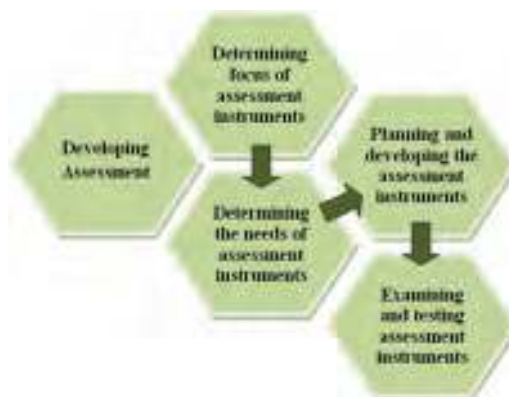 Developing
Assessment
Determining
focus of
assessment
instruments
Determining
the needs of
assessment
instruments
Planning and
developing the
assessment
instruments
Examining
and testing
assessment
instruments